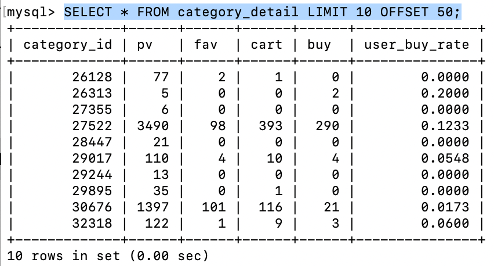 [mysql> SELECT * FROM category_detail LIMIT 10 OFFSET 50;
+-------------+------+------+------+------+---------------+
| category_id | pv | fav | cart | buy | user_buy_rate |
+-------------+------+------+------+------+---------------+
| 26128 | 77 | 2 | 1 | 0 | 0.0000 |
| 26313 | 5 | 0 | 0 | 2 | 0.2000 |
| 27355 | 6 | 0 | 0 | 0 | 0.0000 |
| 27522 | 3490 | 98 | 393 | 290 | 0.1233 |
| 28447 | 21 | 0 | 0 | 0 | 0.0000 |
| 29017 | 110 | 4 | 10 | 4 | 0.0548 |
| 29244 | 13 | 0 | 0 | 0 | 0.0000 |
| 29895 | 35 | 0 | 1 | 0 | 0.0000 |
| 30676 | 1397 | 101 | 116 | 21 | 0.0173 |
| 32318 | 122 | 1 | 9 | 3 | 0.0600 |
+-------------+------+------+------+------+---------------+
10 rows in set (0.00 sec)